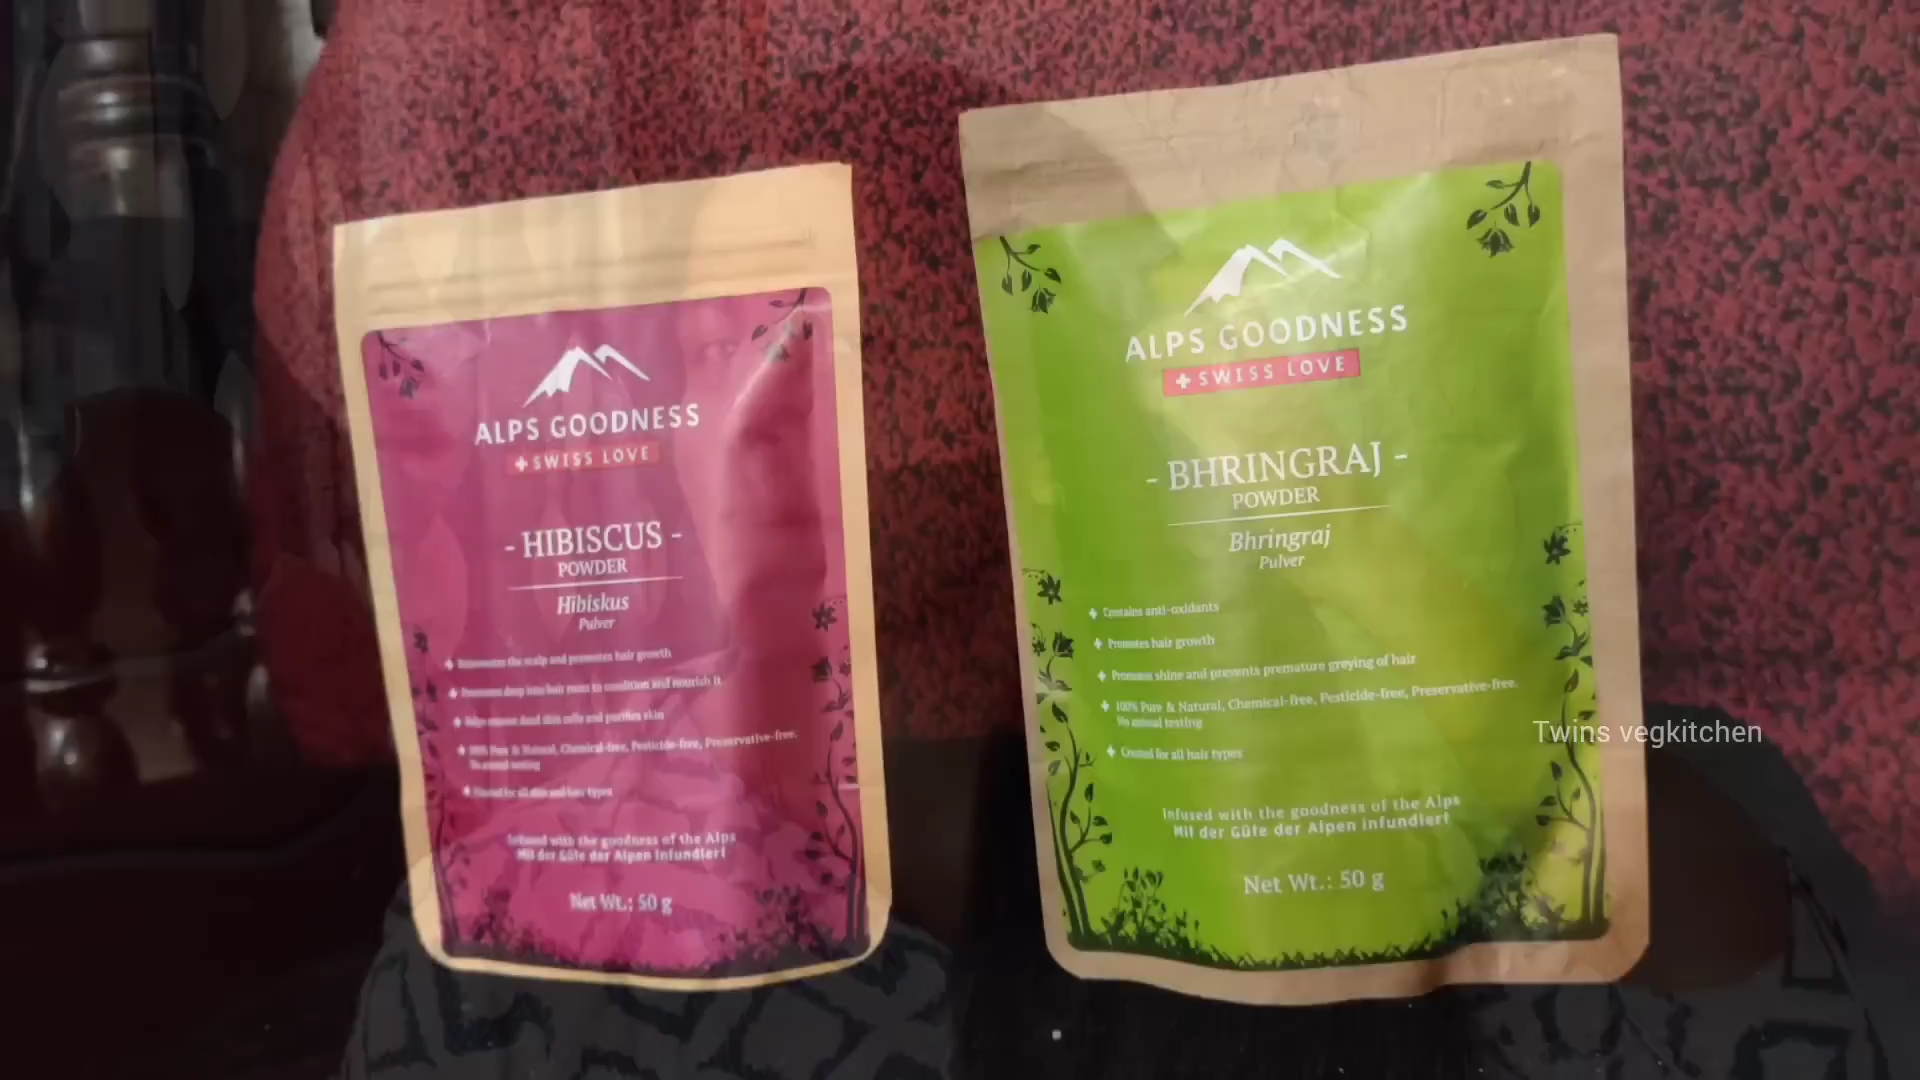 ALPS GOODNESS
+ SWISS LOVE
- HIBISCUS -
POWDER
Hibiskus
Pulver
the scalp and promotes hair growth
deep into hair roots to condition and nourish it
dead skin cells and purifies skin
100% Pure & Natural, Chemical-free, Pesticide-free, Preservative-free.
No animal testing
for all skin and hair types
Infused with the goodness of the Alps
Mit der Güte der Alpen infundiert
Net Wt.: 50 g
ALPS GOODNESS
+ SWISS LOVE
- BHRINGRAJ -
POWDER
Bhringraj
Pulver
Contains anti-oxidants
Promotes hair growth
Promotes shine and prevents premature greying of hair
100% Pure & Natural, Chemical-free, Pesticide-free, Preservative-free.
No animal testing
Created for all hair types
Infused with the goodness of the Alps
Mit der Güte der Alpen infundiert
Net Wt.: 50 g
Twins vegkitchen